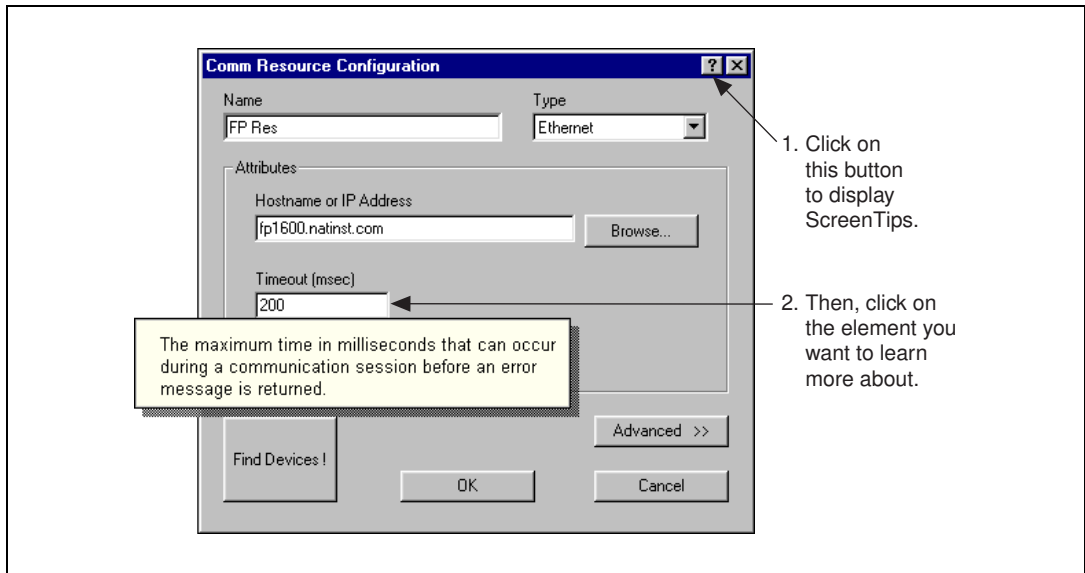 Comm Resource Configuration
?
Name
Type
FP Res
Ethernet
1. Click on
this button
to display
ScreenTips.
Attributes
Hostname or IP Address
fp1600.natinst.com
Browse...
Timeout (msec)
200
2. Then, click on
the element you
want to learn
more about.
The maximum time in milliseconds that can occur
during a communication session before an error
message is returned.
Advanced >>
Find Devices !
OK
Cancel